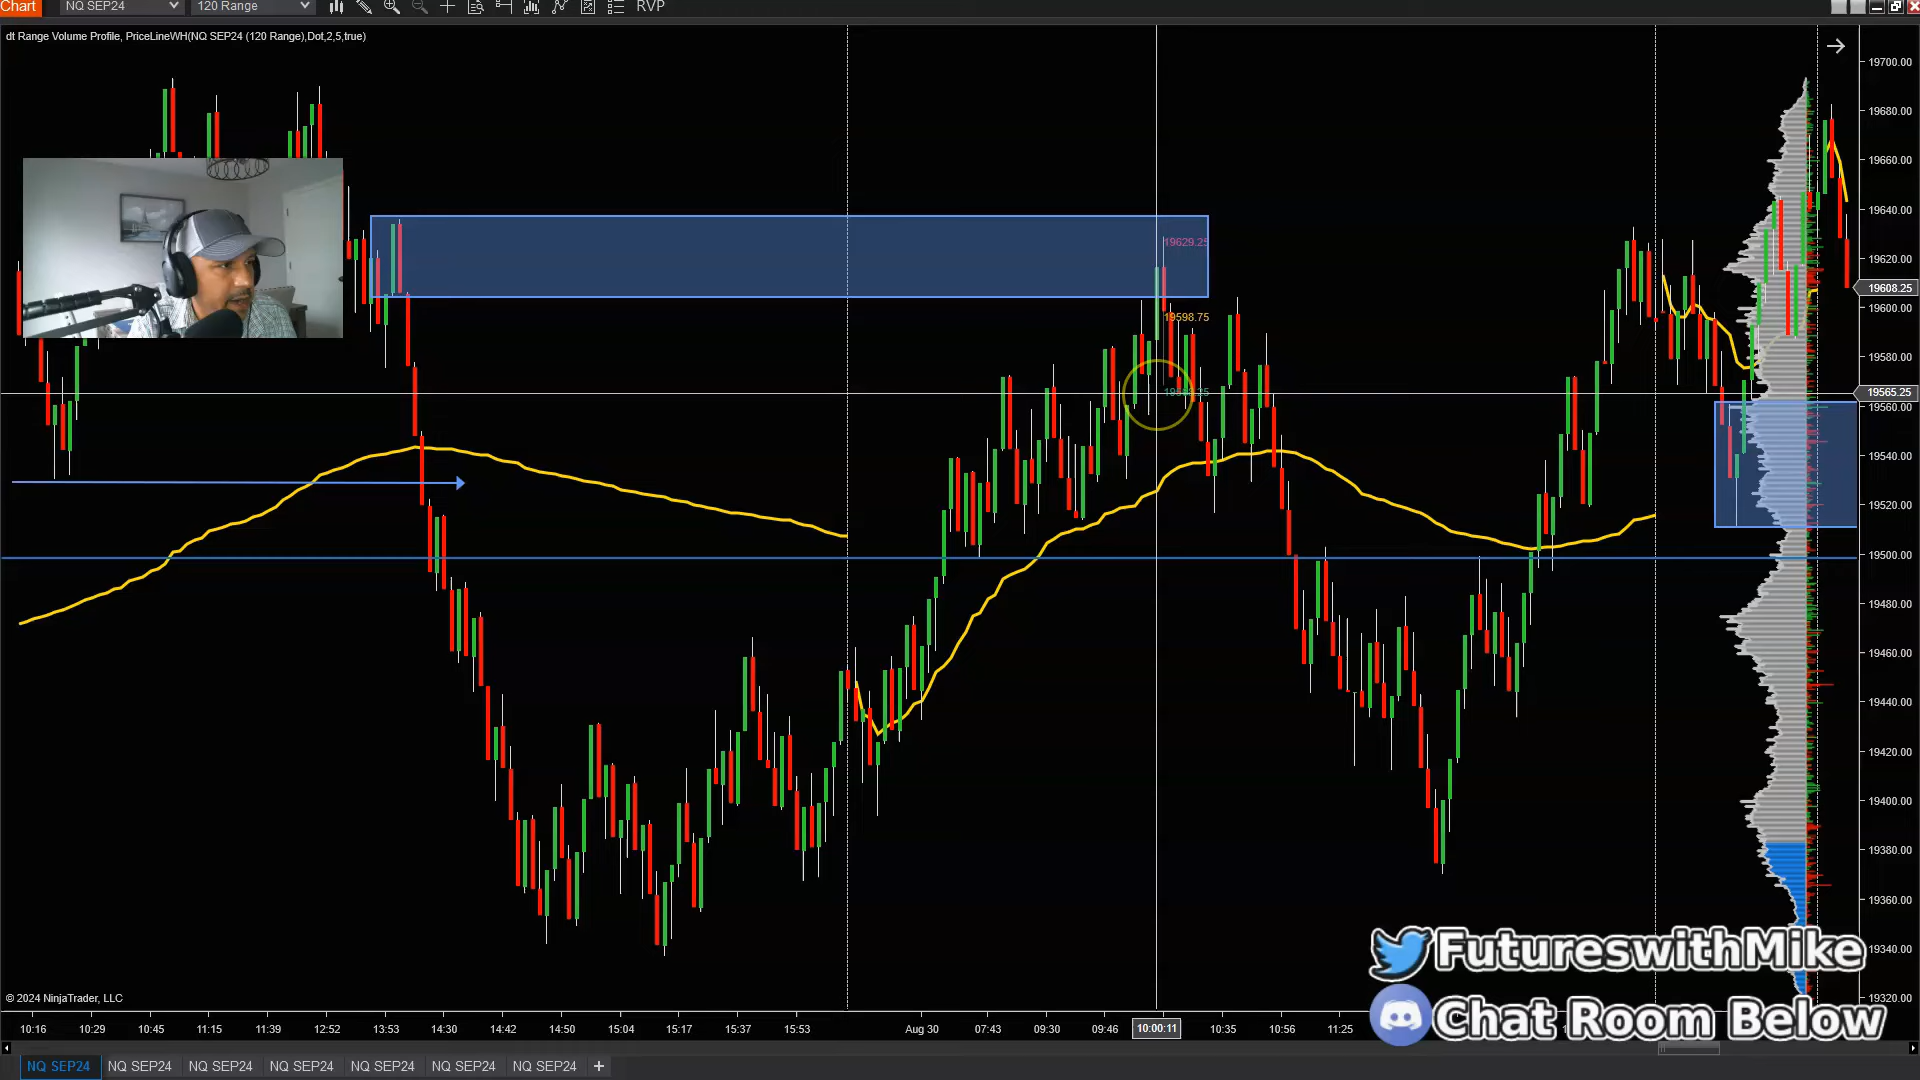 Chart
NQ SEP24
120 Range
RVP
dt Range Volume Profile, PriceLineWH(NQ SEP24 (120 Range),Dot,2,5,true)
19700.00
19680.00
19660.00
19640.00
19629.25
19620.00
19608.25
19600.00
19598.75
19580.00
19565.25
19560.00
19540.00
19520.00
19500.00
19480.00
19460.00
19440.00
19420.00
19400.00
19380.00
19360.00
19340.00
19320.00
FutureswithMike
Chat Room Below
© 2024 NinjaTrader, LLC
10:16 10:29 10:45 11:15 11:39 12:52 13:53 14:30 14:42 14:50 15:04 15:17 15:37 15:53 Aug 30 07:43 09:30 09:46 10:00:11 10:35 10:56 11:25
NQ SEP24 NQ SEP24 NQ SEP24 NQ SEP24 NQ SEP24 NQ SEP24 NQ SEP24 +